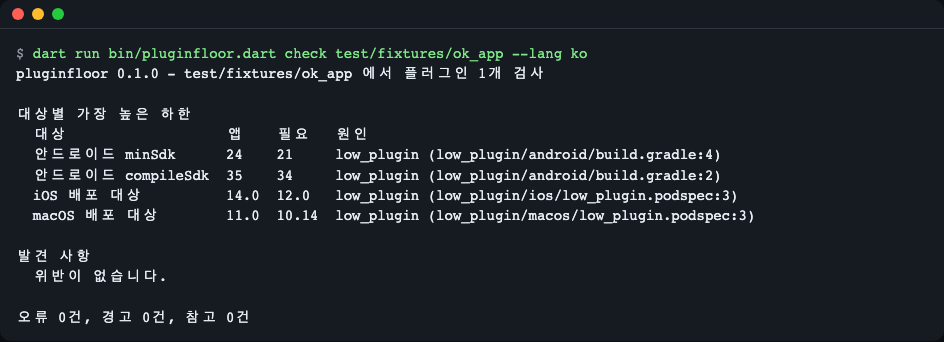 $ dart run bin/pluginfloor.dart check test/fixtures/ok_app --lang ko
pluginfloor 0.1.0 - test/fixtures/ok_app 에서 플러그인 1개 검사
대상별 가장 높은 하한
대상 앱 필요 원인
안드로이드 minSdk 24 21 low_plugin (low_plugin/android/build.gradle:4)
안드로이드 compileSdk 35 34 low_plugin (low_plugin/android/build.gradle:2)
iOS 배포 대상 14.0 12.0 low_plugin (low_plugin/ios/low_plugin.podspec:3)
macOS 배포 대상 11.0 10.14 low_plugin (low_plugin/macos/low_plugin.podspec:3)
발견 사항
위반이 없습니다.
오류 0건, 경고 0건, 참고 0건